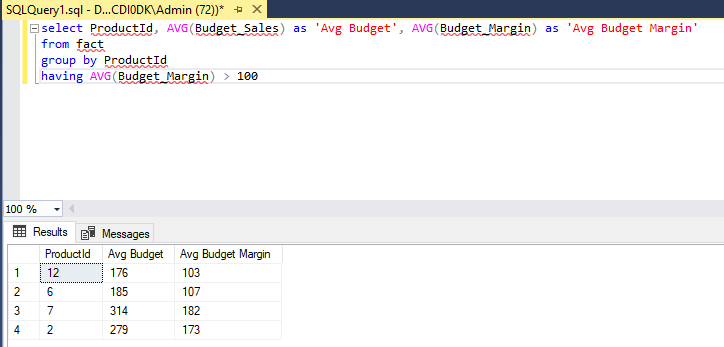 SQLQuery1.sql - D...CDI0DK\Admin (72))*
select ProductId, AVG(Budget_Sales) as 'Avg Budget', AVG(Budget_Margin) as 'Avg Budget Margin'
from fact
group by ProductId
having AVG(Budget_Margin) > 100
100 %
Results Messages
ProductId Avg Budget Avg Budget Margin
1 12 176 103
2 6 185 107
3 7 314 182
4 2 279 173